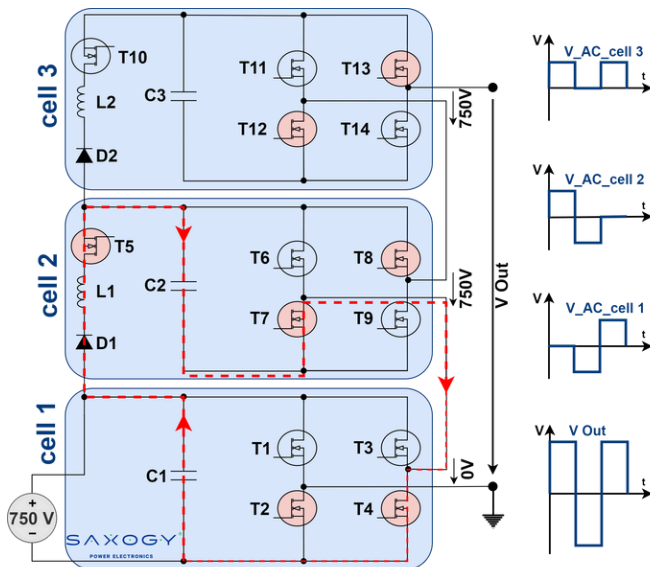 cell 3
T10
L2
D2
C3
T11
T12
T13
T14
750V
cell 2
T5
L1
D1
C2
T6
T7
T8
T9
750V
V Out
cell 1
C1
T1
T2
T3
T4
0V
+
750 V
−
SAXOGY®
POWER ELECTRONICS
V
V_AC_cell 3
t
V
V_AC_cell 2
t
V
V_AC_cell 1
t
V
V Out
t